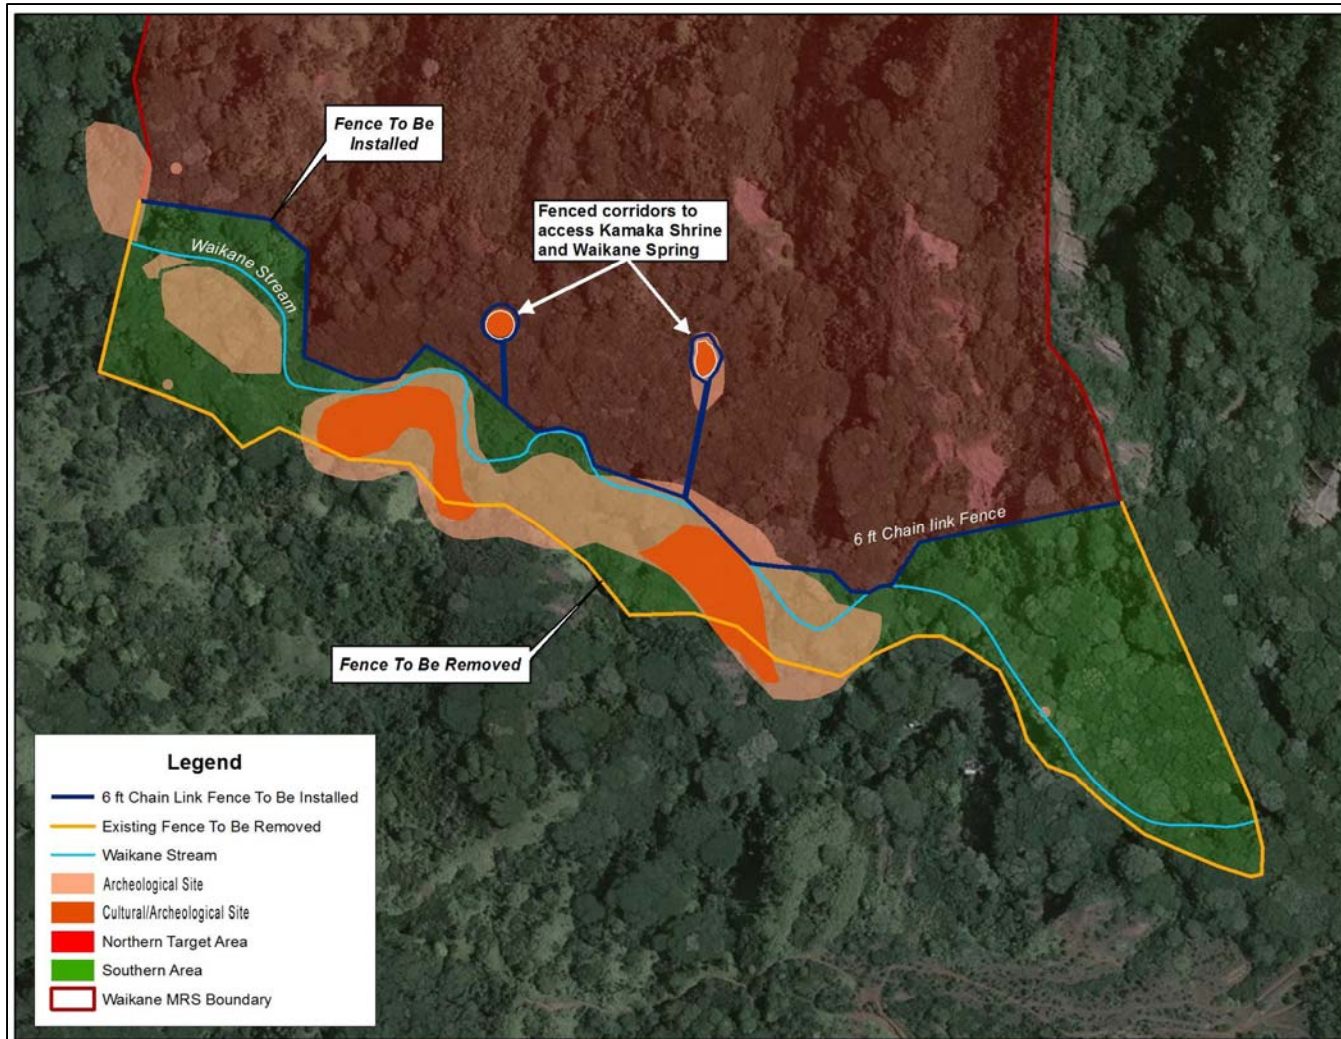 Fence To Be
Installed
Fenced corridors to
access Kamaka Shrine
and Waikane Spring
Waikane Stream
6 ft Chain link Fence
Fence To Be Removed
Legend
6 ft Chain Link Fence To Be Installed
Existing Fence To Be Removed
Waikane Stream
Archeological Site
Cultural/Archeological Site
Northern Target Area
Southern Area
Waikane MRS Boundary